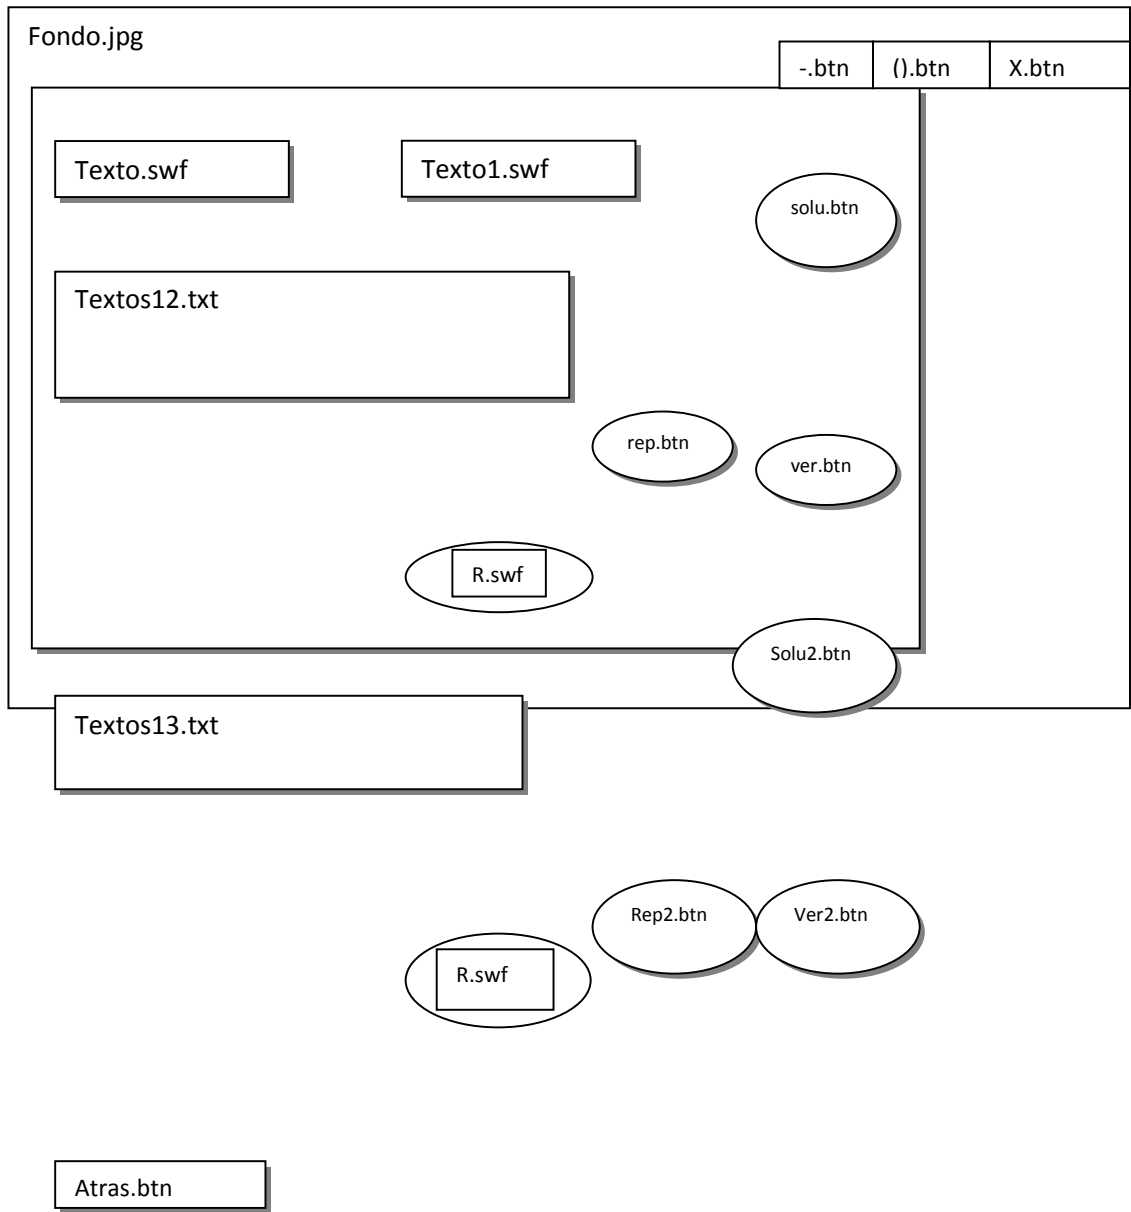 Fondo.jpg
-.btn
().btn
X.btn
Texto.swf
Texto1.swf
solu.btn
Textos12.txt
rep.btn
ver.btn
R.swf
Solu2.btn
Textos13.txt
Rep2.btn
Ver2.btn
R.swf
Atras.btn